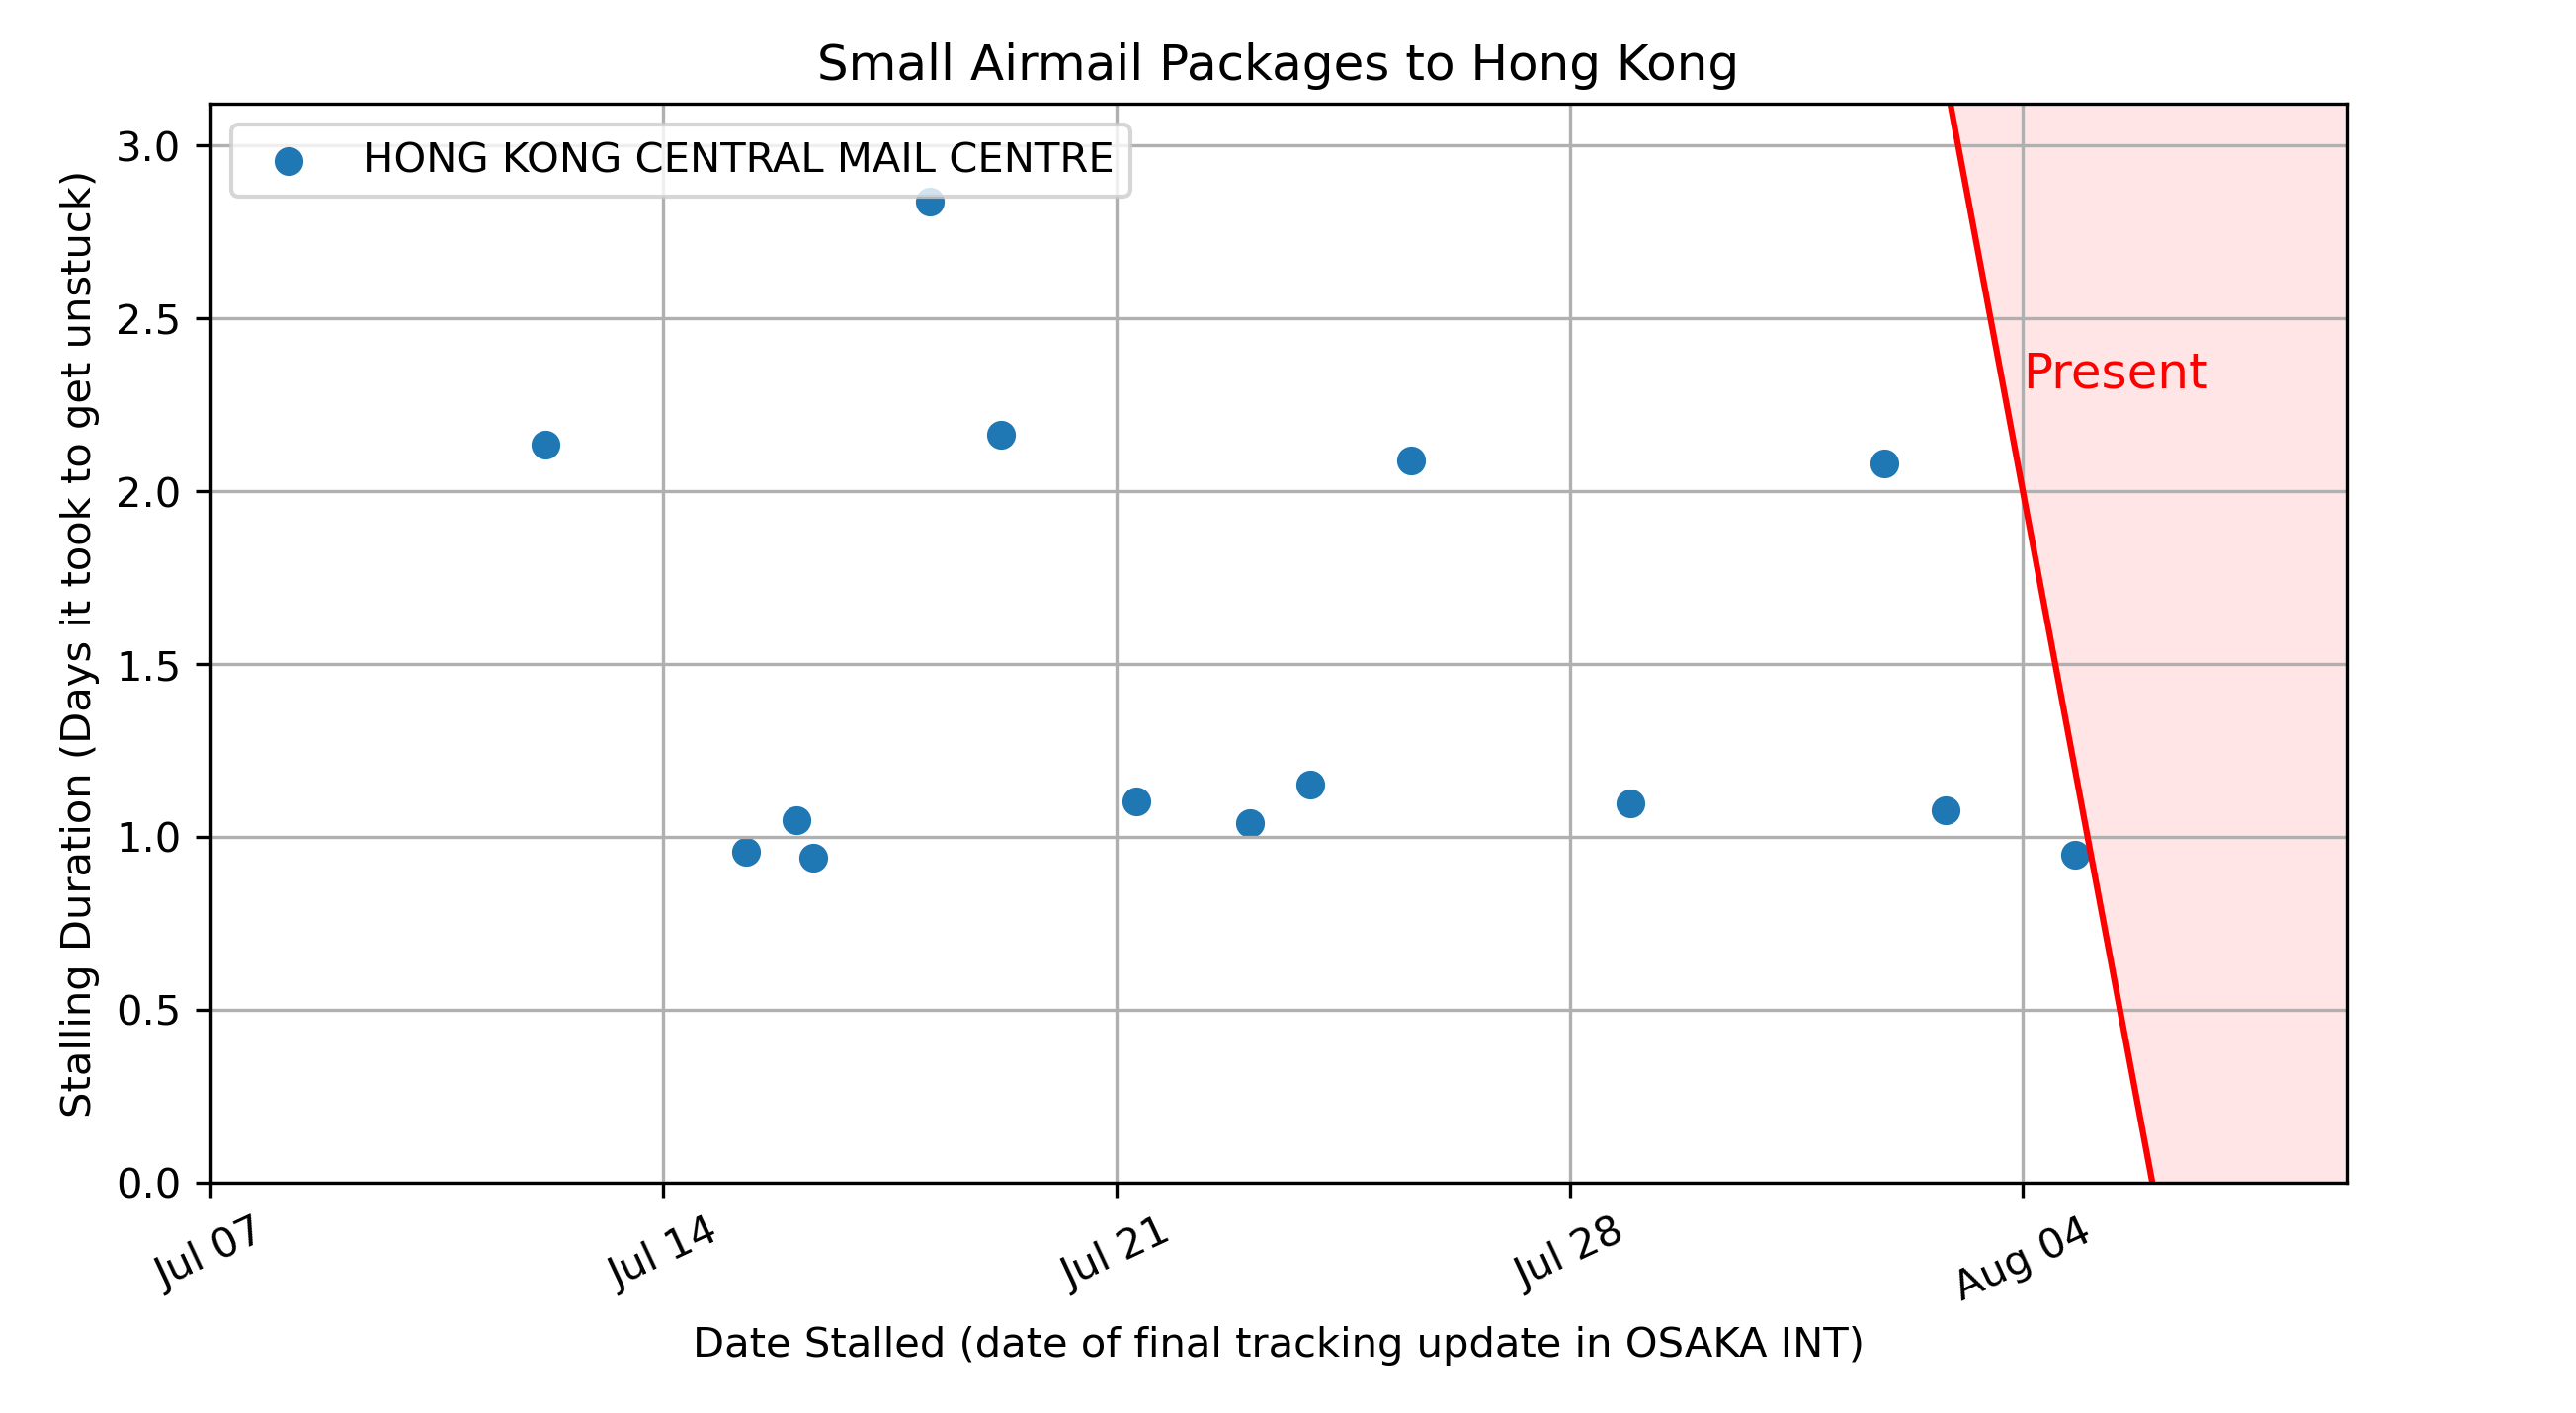 Small Airmail Packages to Hong Kong
HONG KONG CENTRAL MAIL CENTRE
Present
Stalling Duration (Days it took to get unstuck)
3.0
2.5
2.0
1.5
1.0
0.5
0.0
Jul 07
Jul 14
Jul 21
Jul 28
Aug 04
Date Stalled (date of final tracking update in OSAKA INT)